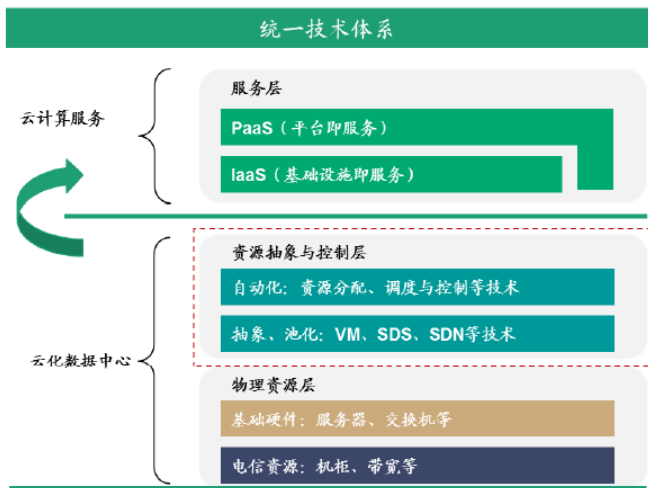 统一技术体系
云计算服务
服务层
PaaS（平台即服务）
IaaS（基础设施即服务）
云化数据中心
资源抽象与控制层
自动化：资源分配、调度与控制等技术
抽象、池化：VM、SDS、SDN等技术
物理资源层
基础硬件：服务器、交换机等
电信资源：机柜、带宽等